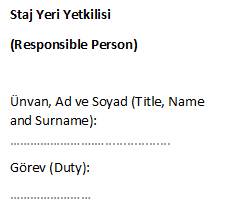 Staj Yeri Yetkilisi
(Responsible Person)
Ünvan, Ad ve Soyad (Title, Name
and Surname):
……………………….....................
Görev (Duty):
……………………